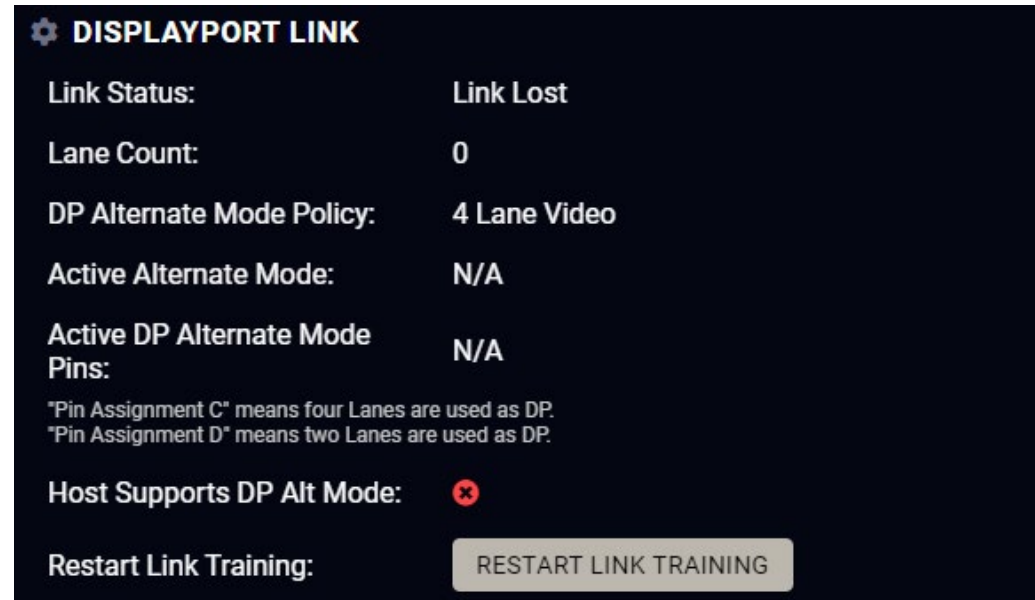 DISPLAYPORT LINK
Link Status: Link Lost
Lane Count: 0
DP Alternate Mode Policy: 4 Lane Video
Active Alternate Mode: N/A
Active DP Alternate Mode
Pins: N/A
"Pin Assignment C" means four Lanes are used as DP.
"Pin Assignment D" means two Lanes are used as DP.
Host Supports DP Alt Mode:
Restart Link Training: RESTART LINK TRAINING